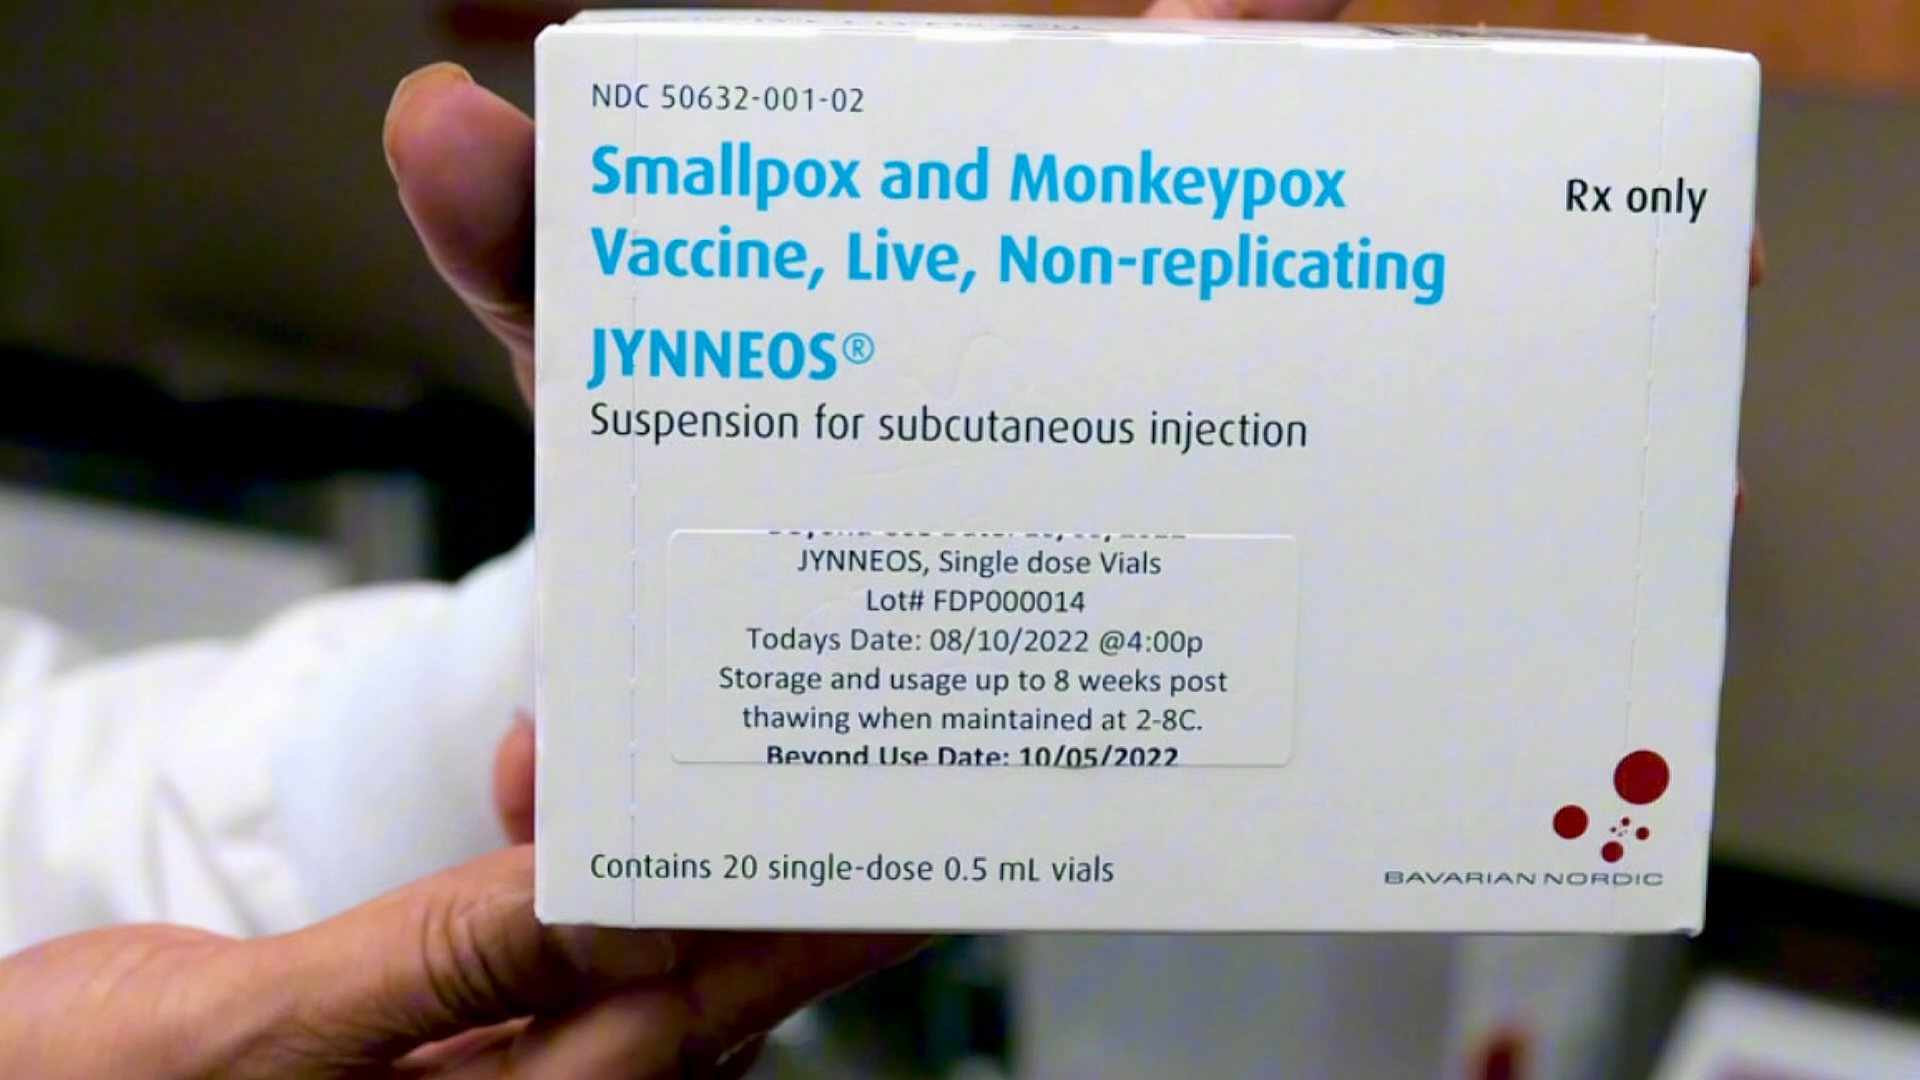 NDC 50632-001-02
Smallpox and Monkeypox
Rx only
Vaccine, Live, Non-replicating
JYNNEOS®
Suspension for subcutaneous injection
JYNNEOS, Single dose Vials
Lot# FDP000014
Todays Date: 08/10/2022 @4:00p
Storage and usage up to 8 weeks post
thawing when maintained at 2-8C.
Beyond Use Date: 10/05/2022
Contains 20 single-dose 0.5 mL vials
BAVARIAN NORDIC